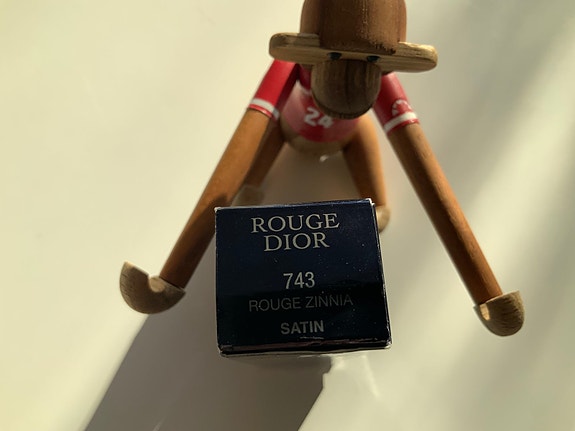 24
ROUGE
DIOR
743
ROUGE ZINNIA
SATIN